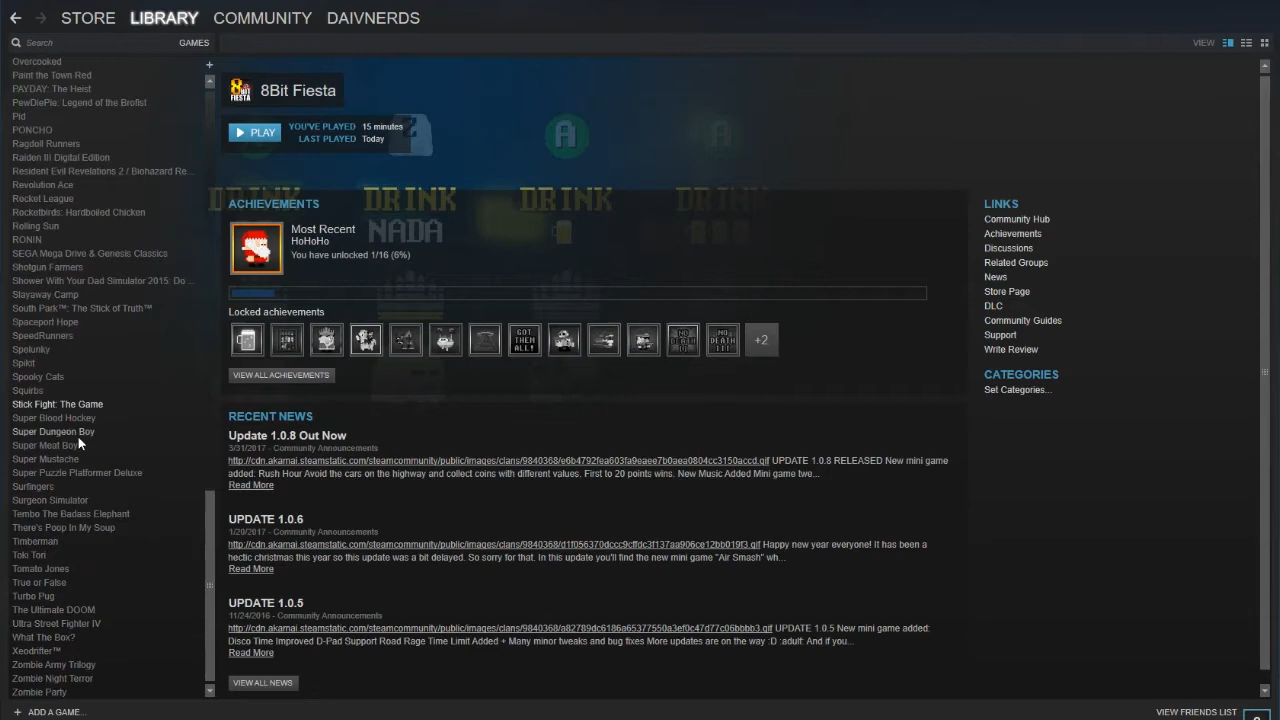 STORE LIBRARY COMMUNITY DAIVNERDS
Search GAMES
VIEW
+
Overcooked
Paint the Town Red
PAYDAY: The Heist
PewDiePie: Legend of the Brofist
Pid
PONCHO
Ragdoll Runners
Raiden III Digital Edition
Resident Evil Revelations 2 / Biohazard Re...
Revolution Ace
Rocket League
Rocketbirds: Hardboiled Chicken
Rolling Sun
RONIN
SEGA Mega Drive & Genesis Classics
Shotgun Farmers
Shower With Your Dad Simulator 2015: Do ...
Slayaway Camp
South Park™: The Stick of Truth™
Spaceport Hope
SpeedRunners
Spelunky
Spikit
Spooky Cats
Squirbs
Stick Fight: The Game
Super Blood Hockey
Super Dungeon Boy
Super Meat Boy
Super Mustache
Super Puzzle Platformer Deluxe
Surfingers
Surgeon Simulator
Tembo The Badass Elephant
There's Poop In My Soup
Timberman
Toki Tori
Tomato Jones
True or False
Turbo Pug
The Ultimate DOOM
Ultra Street Fighter IV
What The Box?
Xeodrifter™
Zombie Army Trilogy
Zombie Night Terror
Zombie Party
+ ADD A GAME...
8 BIT FIESTA
8Bit Fiesta
PLAY
YOU'VE PLAYED 15 minutes
LAST PLAYED Today
A A
DRINK DRINK DRINK DRINK
NADA
ACHIEVEMENTS
Most Recent
HoHoHo
You have unlocked 1/16 (6%)
Locked achievements
GOT THEM ALL!
NO DEATH I
NO DEATH III
+2
VIEW ALL ACHIEVEMENTS
RECENT NEWS
Update 1.0.8 Out Now
3/31/2017 - Community Announcements
http://cdn.akamai.steamstatic.com/steamcommunity/public/images/clans/9840368/e6b4792fea603fa9eaee7b0aea0804cc3150accd.gif UPDATE 1.0.8 RELEASED New mini game
added: Rush Hour Avoid the cars on the highway and collect coins with different values. First to 20 points wins. New Music Added Mini game twe...
Read More
UPDATE 1.0.6
1/20/2017 - Community Announcements
http://cdn.akamai.steamstatic.com/steamcommunity/public/images/clans/9840368/d1f056370dccc9cffdc3f137aa906ce12bb019f3.gif Happy new year everyone! It has been a
hectic christmas this year so this update was a bit delayed. So sorry for that. In this update you'll find the new mini game "Air Smash" wh...
Read More
UPDATE 1.0.5
11/24/2016 - Community Announcements
http://cdn.akamai.steamstatic.com/steamcommunity/public/images/clans/9840368/a82789dc6186a65377550a3ef0c47d77c06bbbb3.gif UPDATE 1.0.5 New mini game added:
Disco Time Improved D-Pad Support Road Rage Time Limit Added + Many minor tweaks and bug fixes More updates are on the way :D :adult: And if you...
Read More
VIEW ALL NEWS
LINKS
Community Hub
Achievements
Discussions
Related Groups
News
Store Page
DLC
Community Guides
Support
Write Review
CATEGORIES
Set Categories...
VIEW FRIENDS LIST